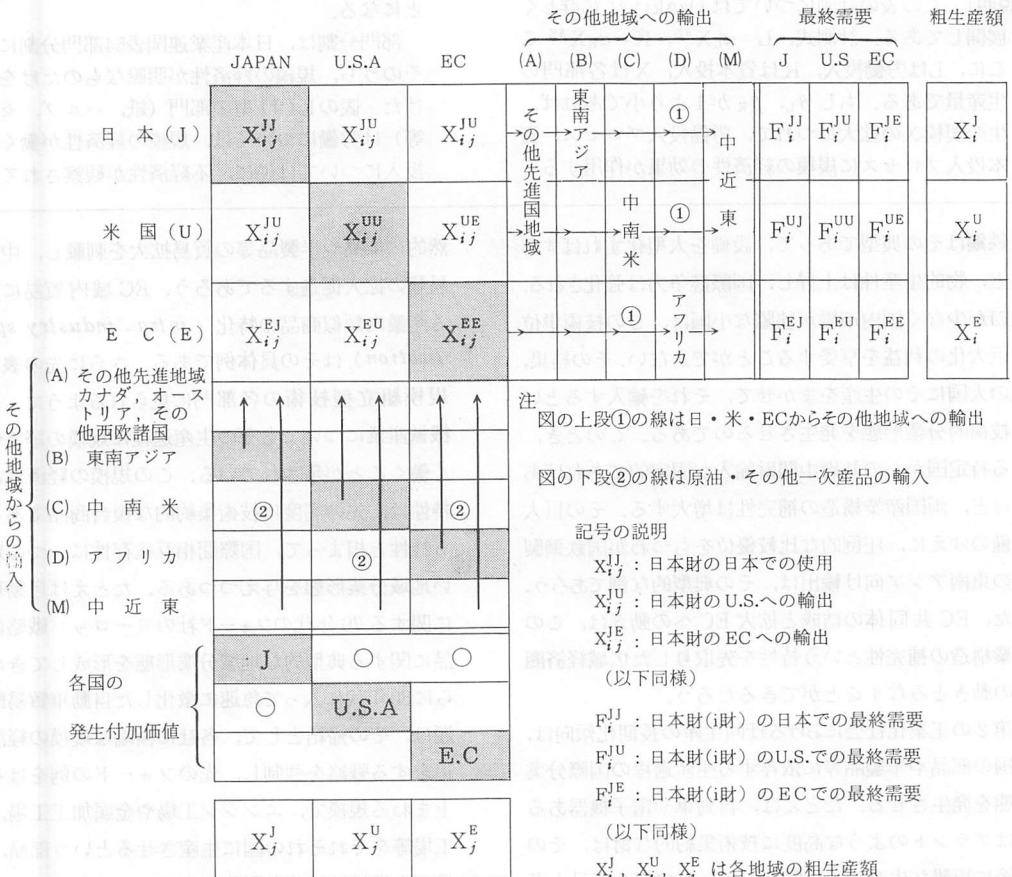 その他地域への輸出 最終需要 粗生産額
JAPAN U.S.A EC (A) (B) (C) (D) (M) J U.S EC
日本(J) X_{ij}^{JJ} X_{ij}^{JU} X_{ij}^{JE} その他先進国地域 東南アジア ① 中近東 F_i^{JJ} F_i^{JU} F_i^{JE} X_i^J
米国(U) X_{ij}^{JU} X_{ij}^{UU} X_{ij}^{UE} 中南米 ① F_i^{UJ} F_i^{UU} F_i^{UE} X_i^U
E C(E) X_{ij}^{EJ} X_{ij}^{EU} X_{ij}^{EE} ① アフリカ F_i^{EJ} F_i^{EU} F_i^{EE} X_i^E
その他地域からの輸入
(A) その他先進地域
カナダ、オース
トリア、その
他西欧諸国
(B) 東南アジア
(C) 中南米 ② ②
(D) アフリカ ②
(M) 中近東
各国の
発生付加価値
J ○ ○
○ U.S.A
E.C
X_j^J X_j^U X_j^E
注.
図の上段①の線は日・米・ECからその他地域への輸出
図の下段②の線は原油・その他一次産品の輸入
記号の説明
X_{ij}^{JJ}：日本財の日本での使用
X_{ij}^{JU}：日本財のU.Sへの輸出
X_{ij}^{JE}：日本財のECへの輸出
(以下同様)
F_i^{JJ}：日本財(i財)の日本での最終需要
F_i^{JU}：日本財(i財)のU.S.での最終需要
F_i^{JE}：日本財(i財)のECでの最終需要
(以下同様)
X_i^J, X_i^U, X_i^E は各地域の粗生産額